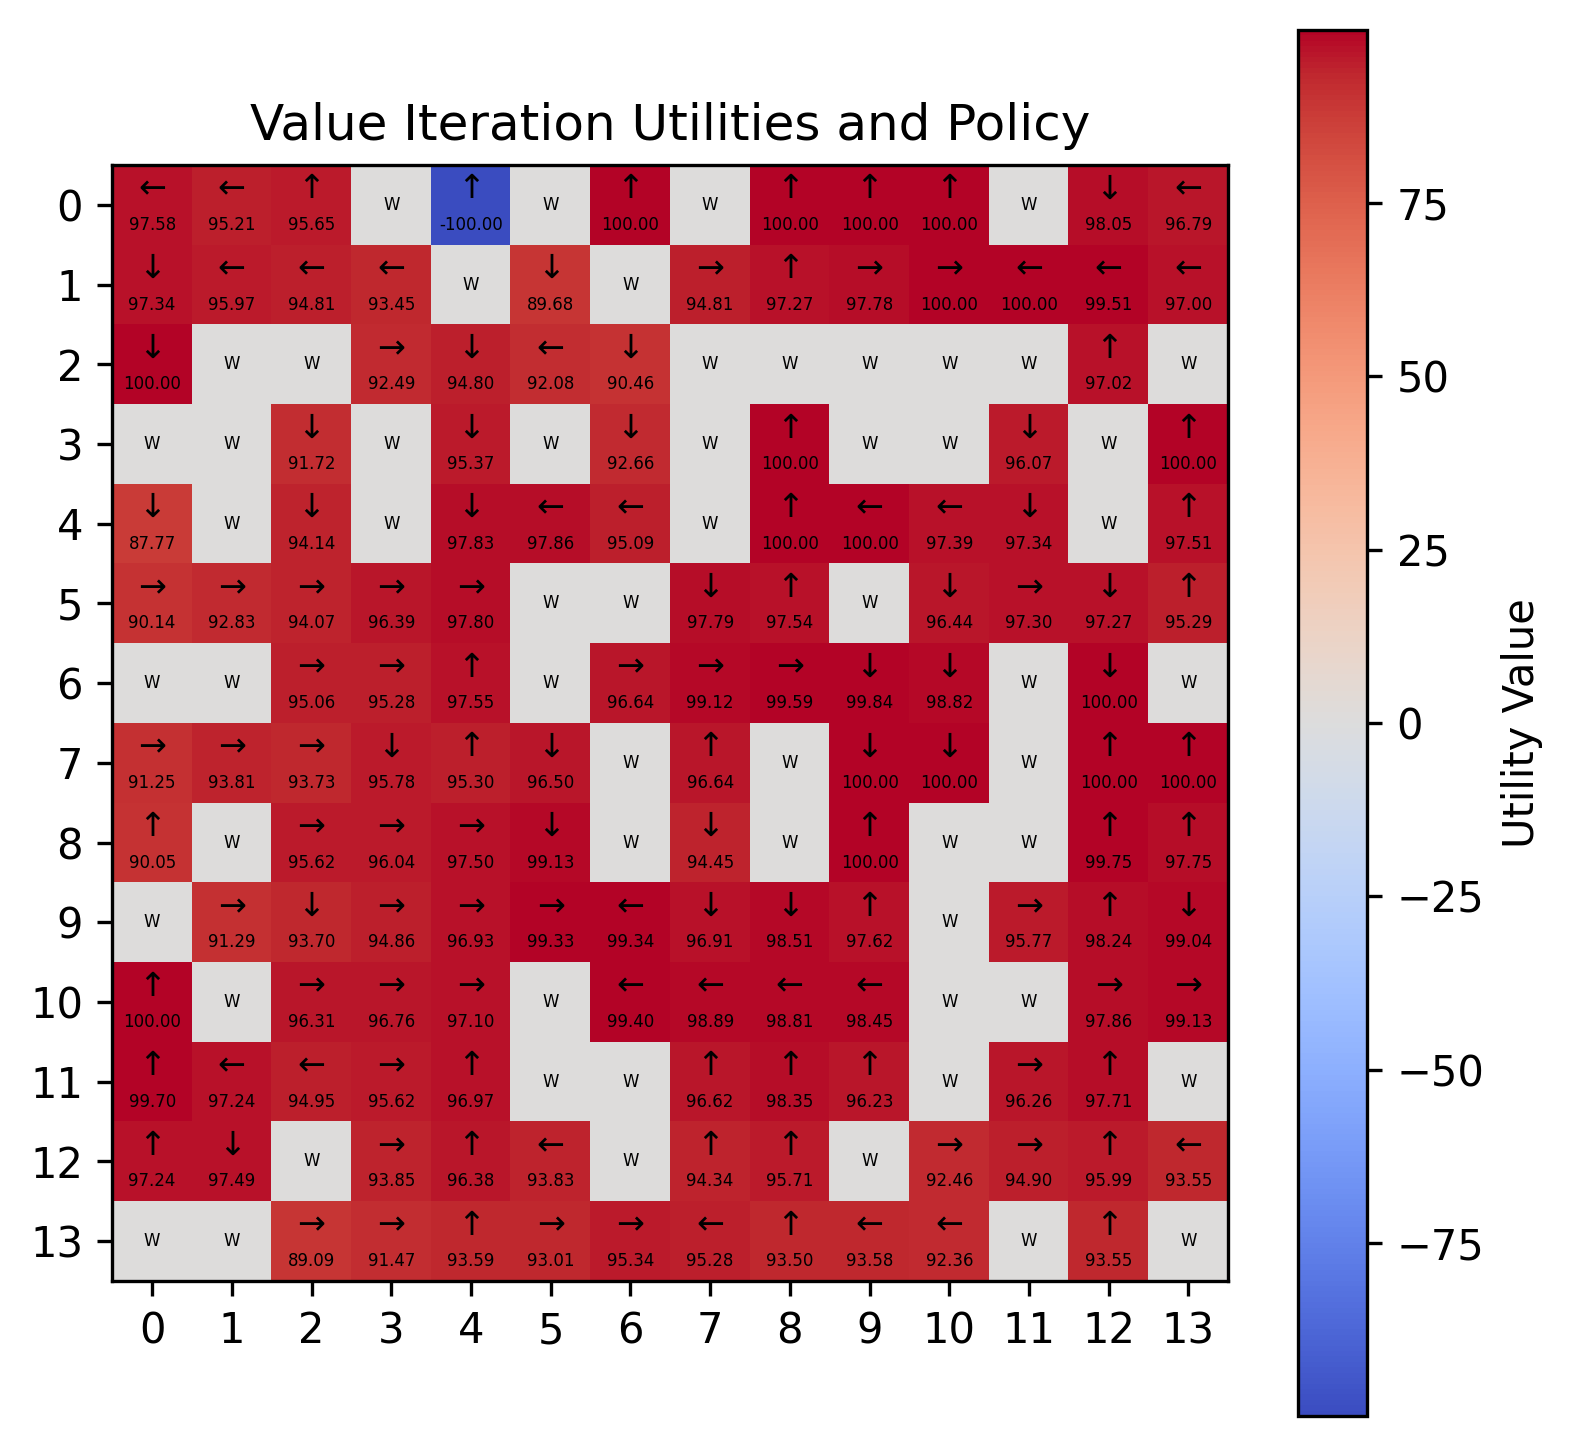 Value Iteration Utilities and Policy
0 ← 97.58 ← 95.21 ↑ 95.65 W ↑ -100.00 W ↑ 100.00 W ↑ 100.00 ↑ 100.00 ↑ 100.00 W ↓ 98.05 ← 96.79
1 ↓ 97.34 ← 95.97 ← 94.81 ← 93.45 W ↓ 89.68 W → 94.81 ↑ 97.27 → 97.78 → 100.00 ← 100.00 ← 99.51 ← 97.00
2 ↓ 100.00 W W → 92.49 ↓ 94.80 ← 92.08 ↓ 90.46 W W W W W ↑ 97.02 W
3 W W ↓ 91.72 W ↓ 95.37 W ↓ 92.66 W ↑ 100.00 W W ↓ 96.07 W ↑ 100.00
4 ↓ 87.77 W ↓ 94.14 W ↓ 97.83 ← 97.86 ← 95.09 W ↑ 100.00 ← 100.00 ← 97.39 ↓ 97.34 W ↑ 97.51
5 → 90.14 → 92.83 → 94.07 → 96.39 → 97.80 W W ↓ 97.79 ↑ 97.54 W ↓ 96.44 → 97.30 ↓ 97.27 ↑ 95.29
6 W W → 95.06 → 95.28 ↑ 97.55 W → 96.64 → 99.12 → 99.59 ↓ 99.84 ↓ 98.82 W ↓ 100.00 W
7 → 91.25 → 93.81 → 93.73 ↓ 95.78 ↑ 95.30 ↓ 96.50 W ↑ 96.64 W ↓ 100.00 ↓ 100.00 W ↑ 100.00 ↑ 100.00
8 ↑ 90.05 W → 95.62 → 96.04 → 97.50 ↓ 99.13 W ↓ 94.45 W ↑ 100.00 W W ↑ 99.75 ↑ 97.75
9 W → 91.29 ↓ 93.70 → 94.86 → 96.93 → 99.33 ← 99.34 ↓ 96.91 ↓ 98.51 ↑ 97.62 W → 95.77 ↑ 98.24 ↓ 99.04
10 ↑ 100.00 W → 96.31 → 96.76 → 97.10 W ← 99.40 ← 98.89 ← 98.81 ← 98.45 W W → 97.86 → 99.13
11 ↑ 99.70 ← 97.24 ← 94.95 → 95.62 ↑ 96.97 W W ↑ 96.62 ↑ 98.35 ↑ 96.23 W → 96.26 ↑ 97.71 W
12 ↑ 97.24 ↓ 97.49 W → 93.85 ↑ 96.38 ← 93.83 W ↑ 94.34 ↑ 95.71 W → 92.46 → 94.90 ↑ 95.99 ← 93.55
13 W W → 89.09 → 91.47 ↑ 93.59 → 93.01 → 95.34 ← 95.28 ↑ 93.50 ← 93.58 ← 92.36 W ↑ 93.55 W
0 1 2 3 4 5 6 7 8 9 10 11 12 13
75
50
25
0
−25
−50
−75
Utility Value